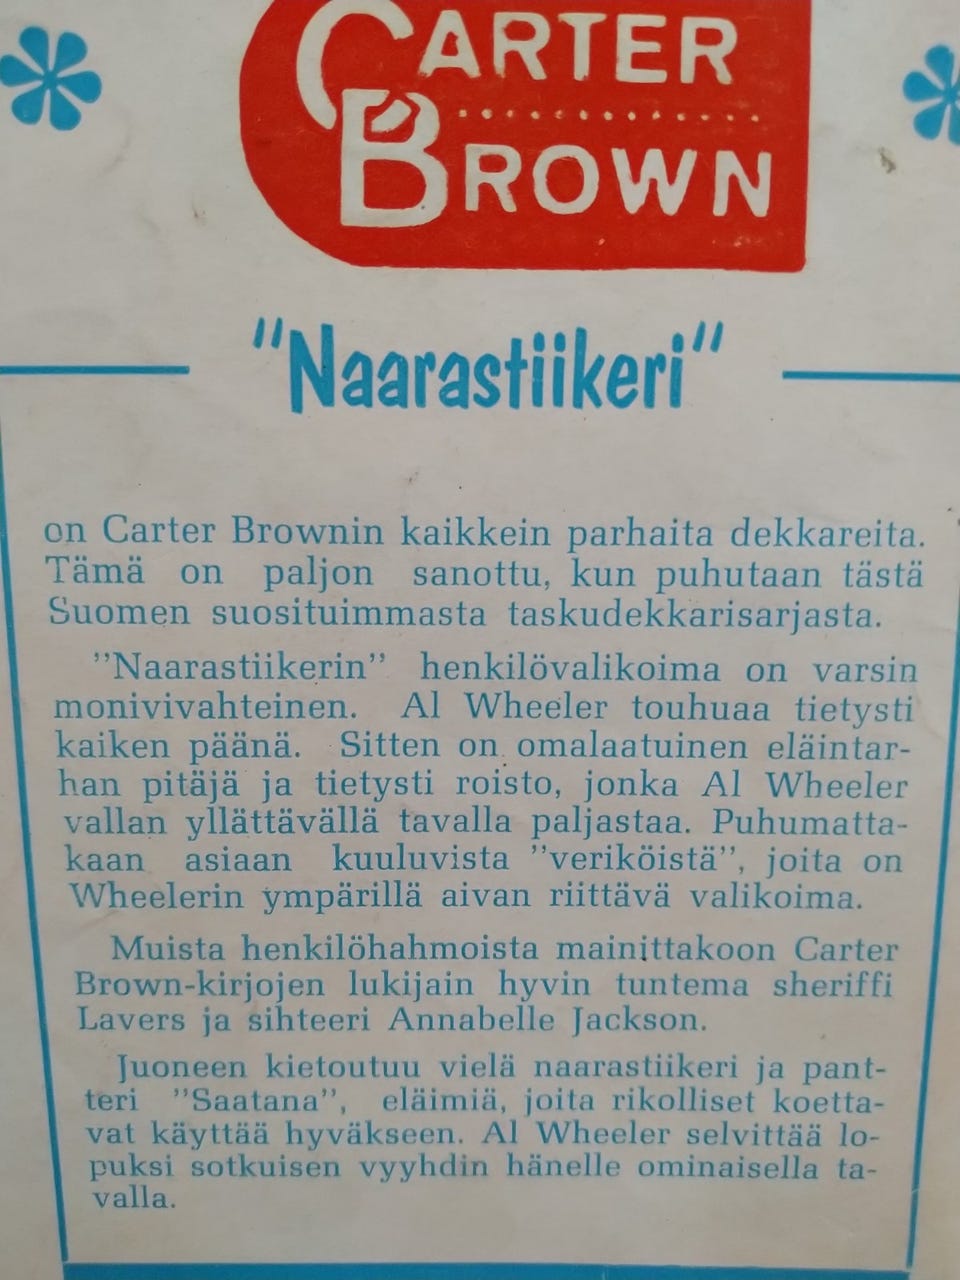 CARTER
BROWN
"Naarastiikeri"
on Carter Brownin kaikkein parhaita dekkareita.
Tämä on paljon sanottu, kun puhutaan tästä
Suomen suosituimmasta taskudekkarisarjasta.
"Naarastiikerin" henkilövalikoima on varsin
monivivahteinen. Al Wheeler touhuaa tietysti
kaiken päänä. Sitten on omalaatuinen eläintar-
han pitäjä ja tietysti roisto, jonka Al Wheeler
vallan yllättävällä tavalla paljastaa. Puhumatta-
kaan asiaan kuuluvista "veriköistä", joita on
Wheelerin ympärillä aivan riittävä valikoima.
Muista henkilöhahmoista mainittakoon Carter
Brown-kirjojen lukijain hyvin tuntema sheriffi
Lavers ja sihteeri Annabelle Jackson.
Juoneen kietoutuu vielä naarastiikeri ja pant-
teri "Saatana", eläimiä, joita rikolliset koetta-
vat käyttää hyväkseen. Al Wheeler selvittää lo-
puksi sotkuisen vyyhdin hänelle ominaisella ta-
valla.